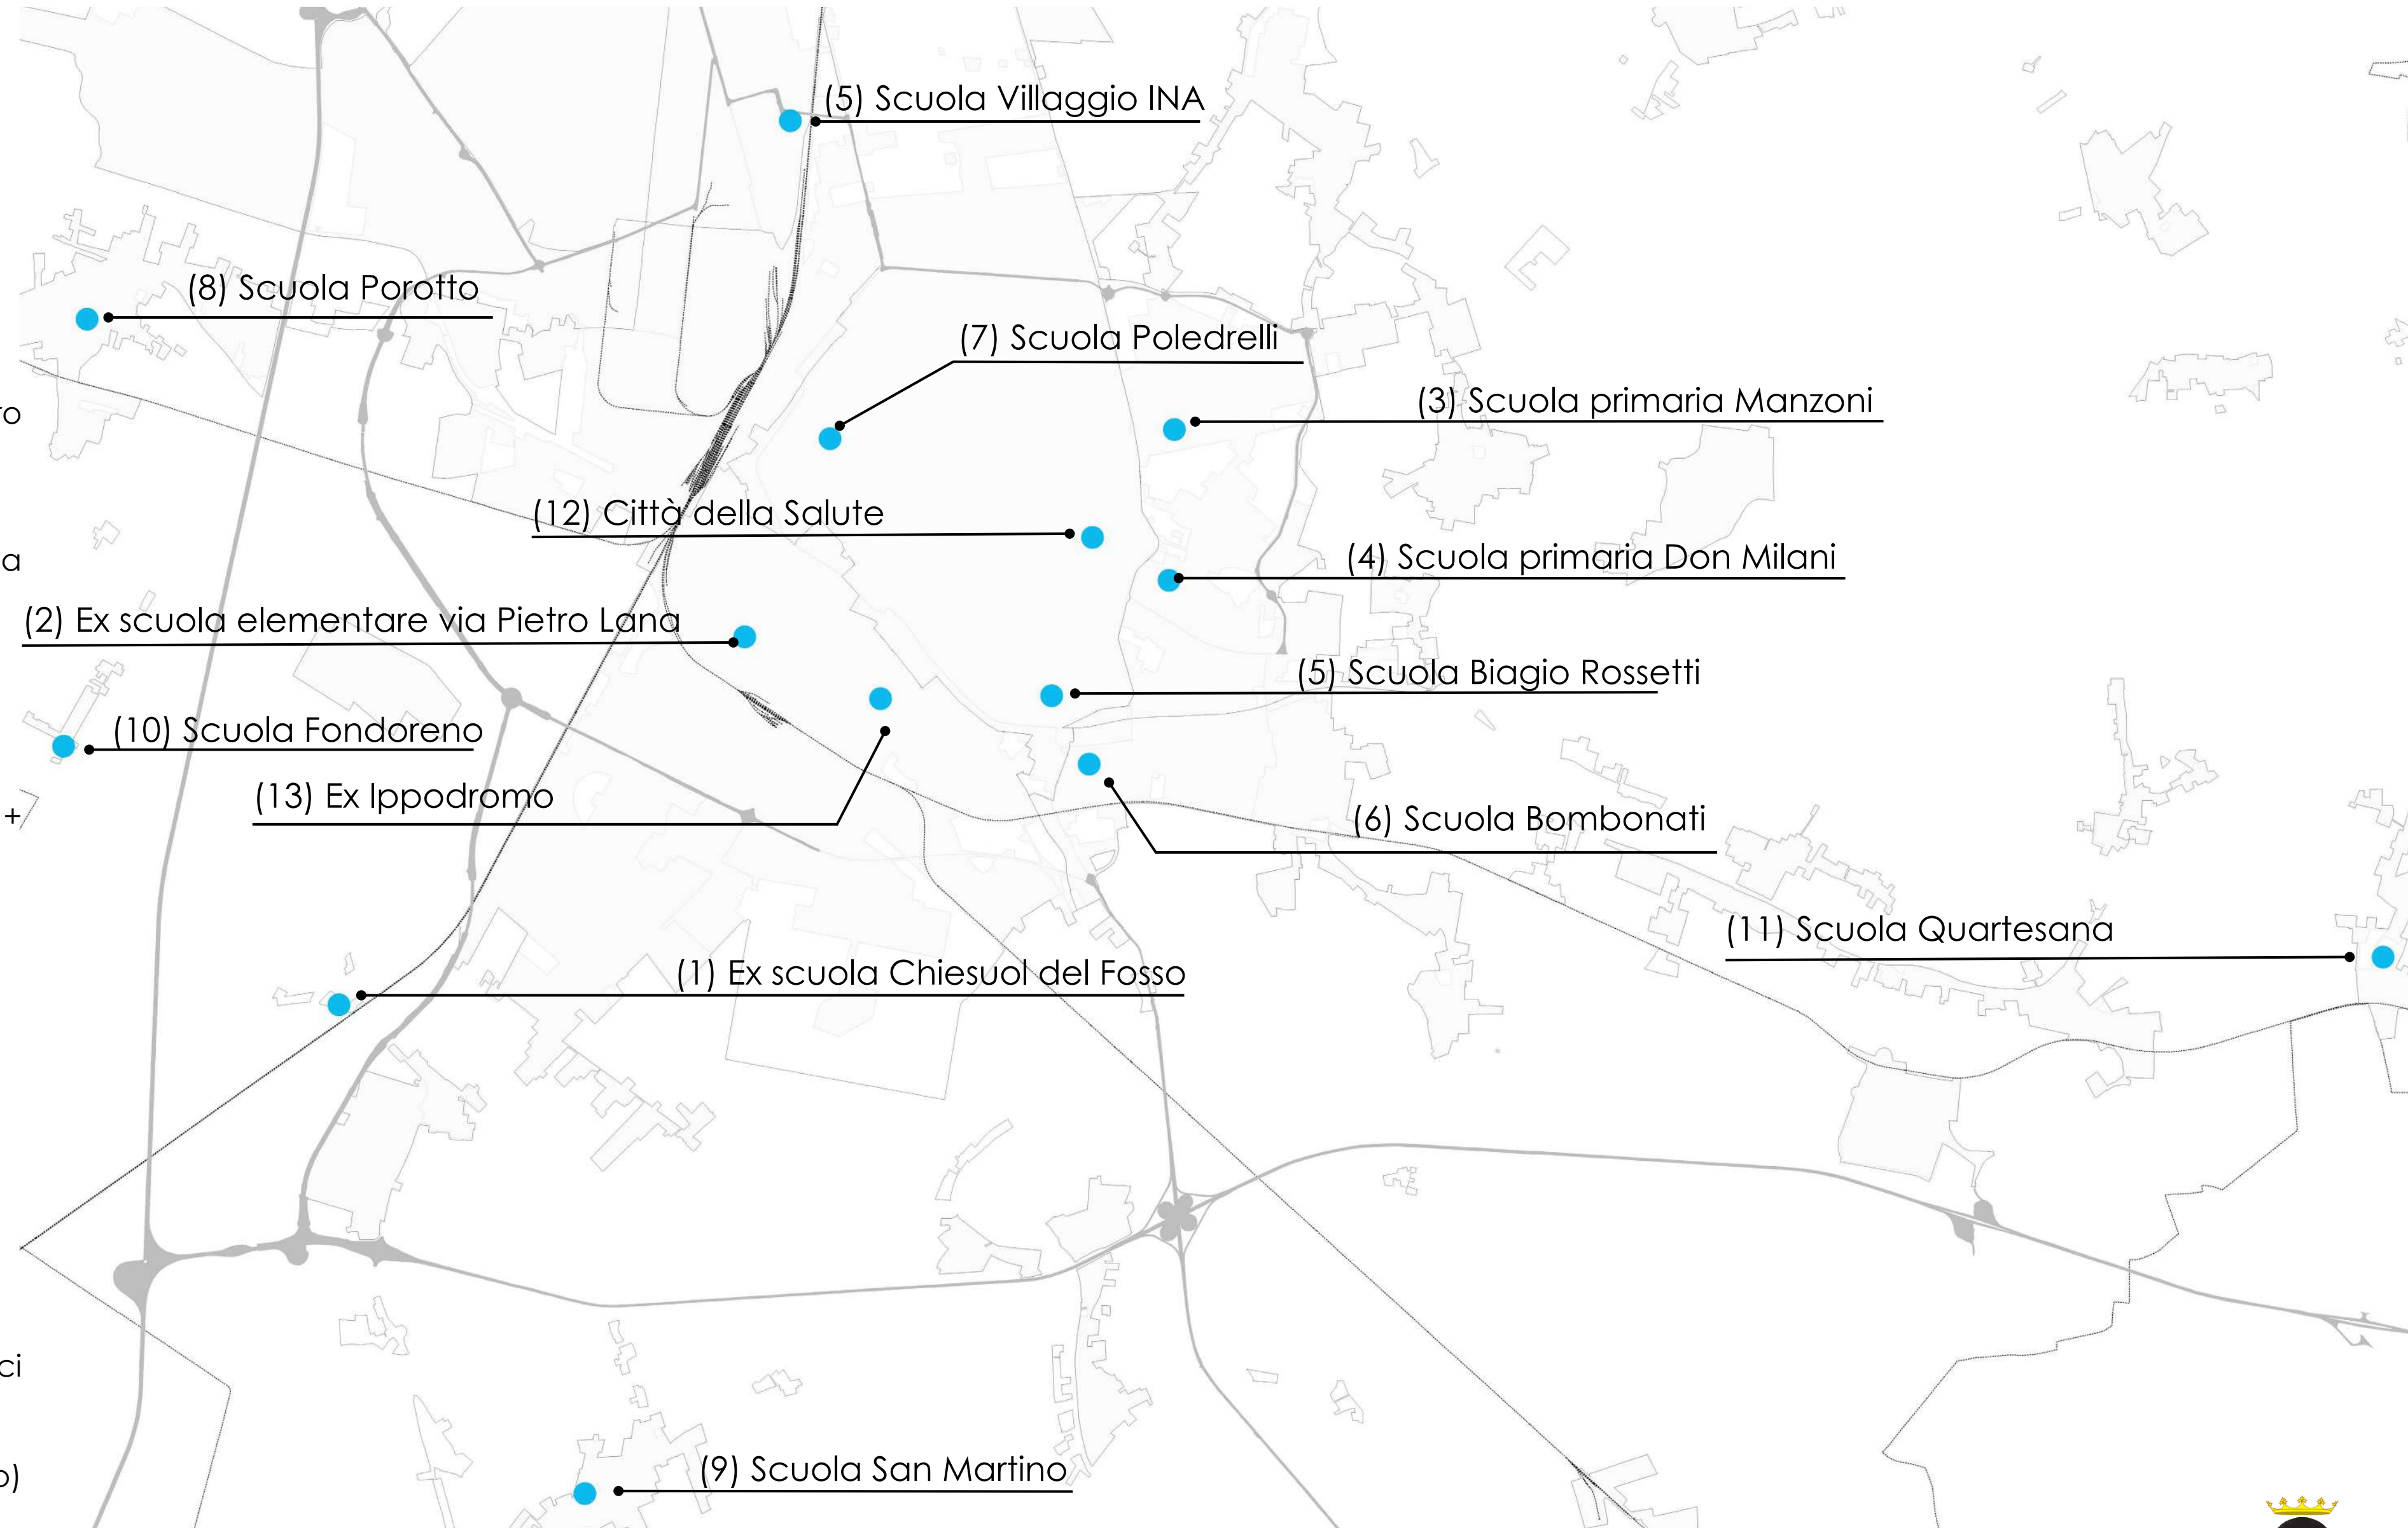 (5) Scuola Villaggio INA
(8) Scuola Porotto
(7) Scuola Poledrelli
(3) Scuola primaria Manzoni
(12) Città della Salute
(4) Scuola primaria Don Milani
(2) Ex scuola elementare via Pietro Lana
(5) Scuola Biagio Rossetti
(10) Scuola Fondoreno
(13) Ex Ippodromo
+
(6) Scuola Bombonati
(11) Scuola Quartesana
(1) Ex scuola Chiesuol del Fosso
ci
(9) Scuola San Martino